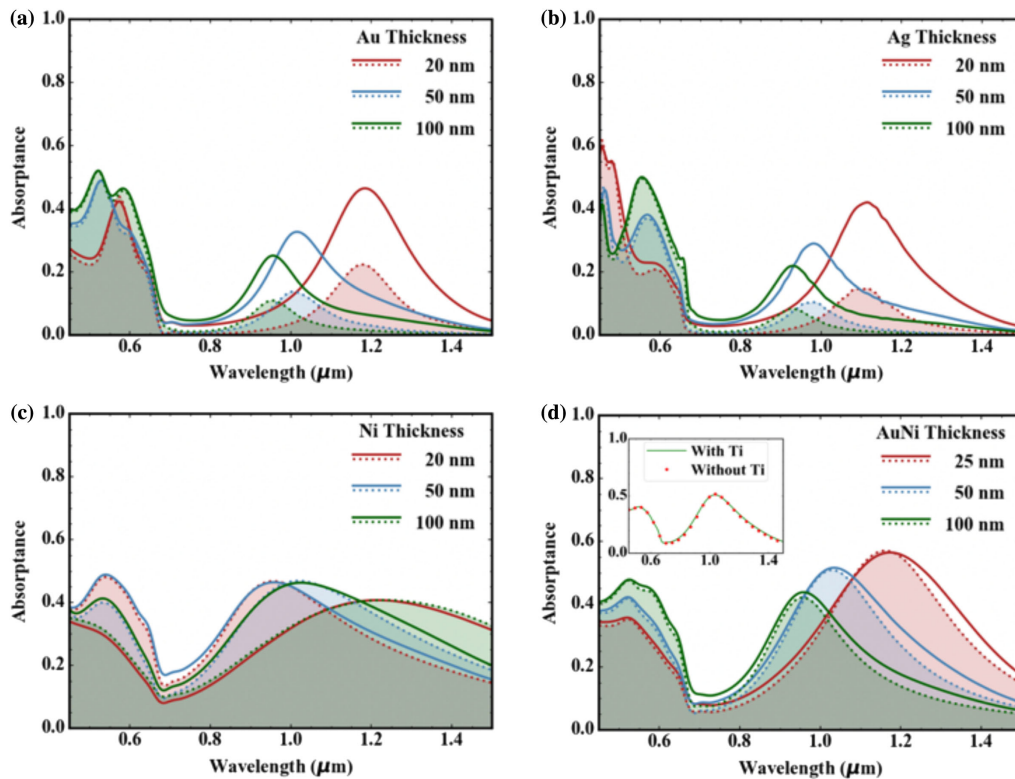 (a)
Au Thickness
20 nm
50 nm
100 nm
Absorptance
1.0
0.8
0.6
0.4
0.2
0.0
0.6 0.8 1.0 1.2 1.4
Wavelength (μm)
(b)
Ag Thickness
20 nm
50 nm
100 nm
Absorptance
1.0
0.8
0.6
0.4
0.2
0.0
0.6 0.8 1.0 1.2 1.4
Wavelength (μm)
(c)
Ni Thickness
20 nm
50 nm
100 nm
Absorptance
1.0
0.8
0.6
0.4
0.2
0.0
0.6 0.8 1.0 1.2 1.4
Wavelength (μm)
(d)
AuNi Thickness
25 nm
50 nm
100 nm
With Ti
Without Ti
1.0
0.5
0.0
0.6 1.0 1.4
Absorptance
1.0
0.8
0.6
0.4
0.2
0.0
0.6 0.8 1.0 1.2 1.4
Wavelength (μm)